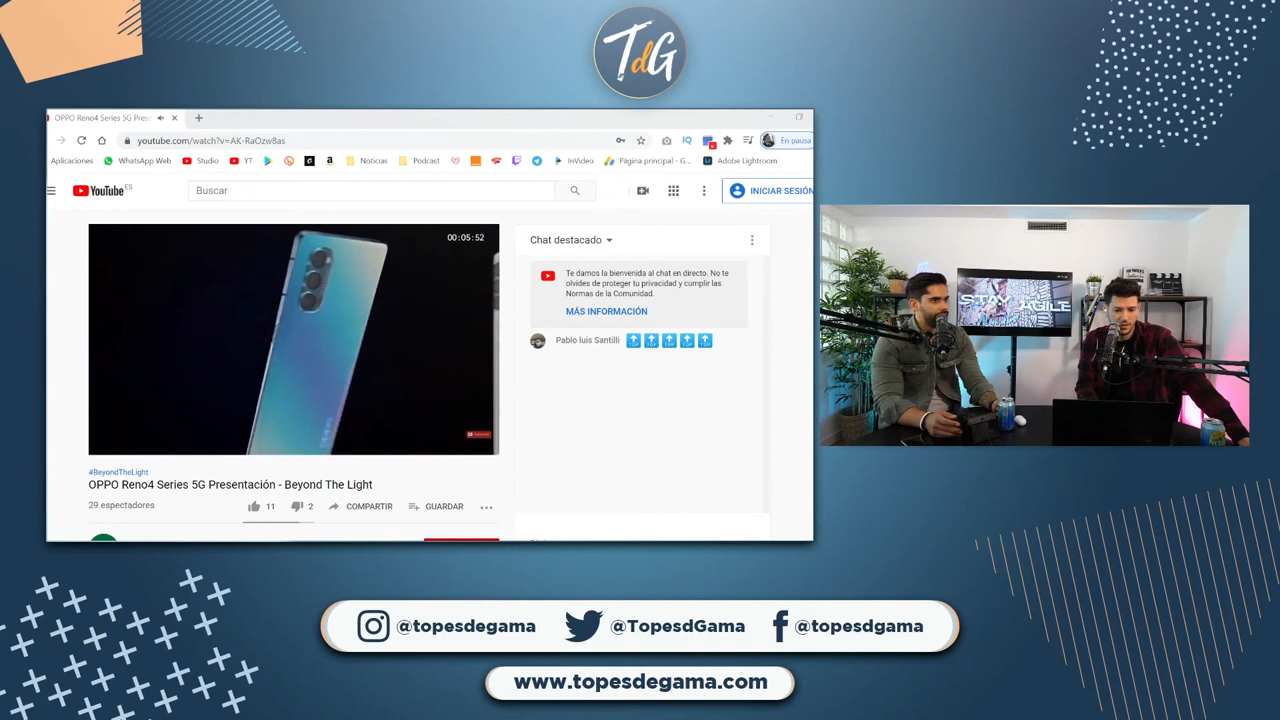 TdG
OPPO Reno4 Series 5G Prese
youtube.com/watch?v=AK-RaOzw8as
En pausa
Aplicaciones
WhatsApp Web
Studio
YT
Noticias
Podcast
InVideo
Página principal - G...
Adobe Lightroom
YouTube ES
Buscar
INICIAR SESIÓN
00:05:52
Chat destacado
Te damos la bienvenida al chat en directo. No te
olvides de proteger tu privacidad y cumplir las
Normas de la Comunidad.
MÁS INFORMACIÓN
Pablo luis Santilli
STAY AGILE
#BeyondTheLight
OPPO Reno4 Series 5G Presentación - Beyond The Light
29 espectadores
11
2
COMPARTIR
GUARDAR
@topesdegama
@TopesdGama
@topesdgama
www.topesdegama.com